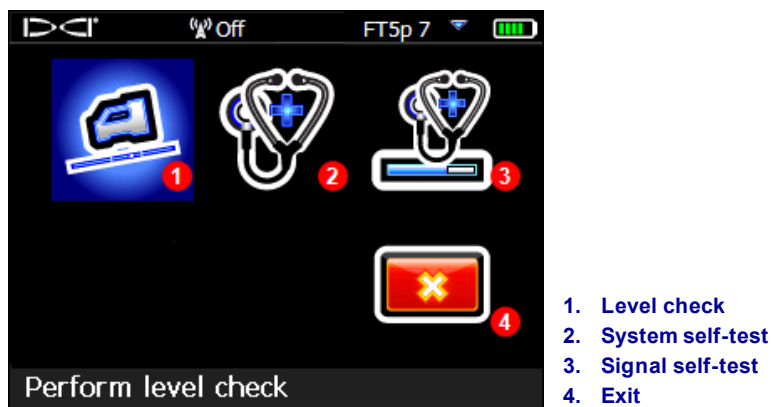 DCI Off FT5p 7
1 2 3
4
Perform level check
1. Level check
2. System self-test
3. Signal self-test
4. Exit